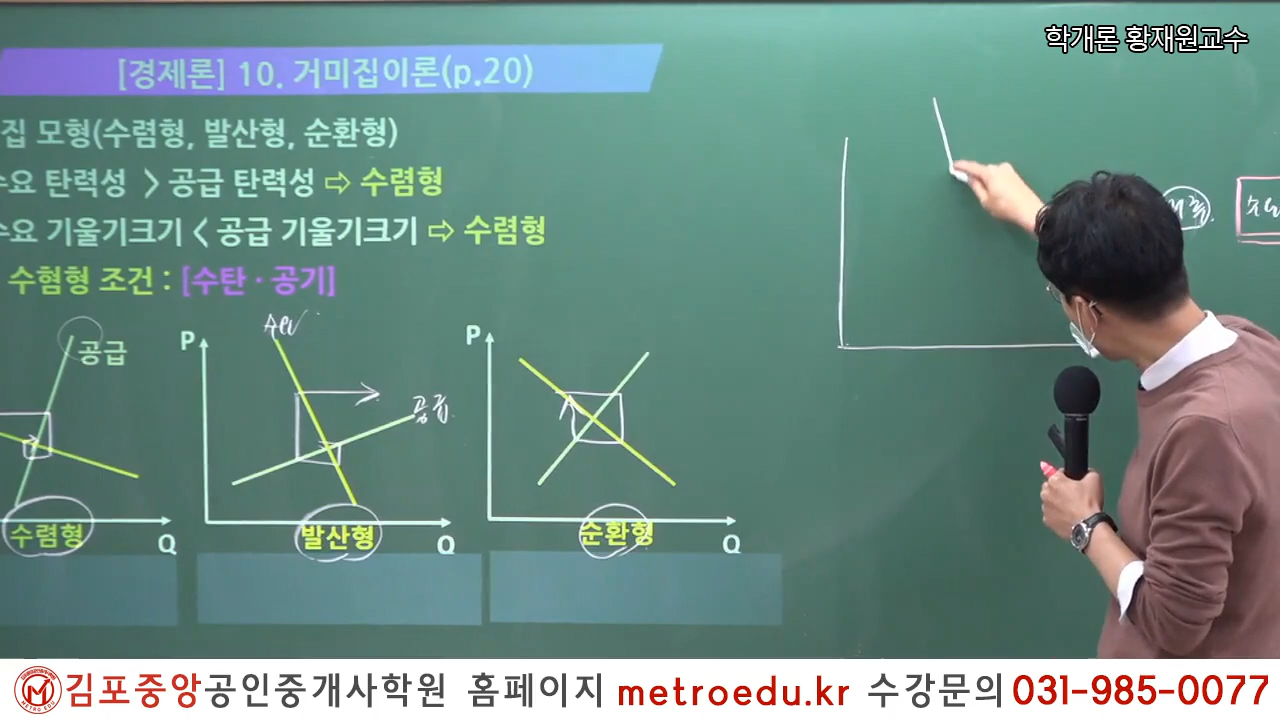 학개론 황재원교수
[경제론] 10. 거미집이론(p.20)
집 모형(수렴형, 발산형, 순환형)
수요 탄력성 > 공급 탄력성 ⇨ 수렴형
수요 기울기크기 < 공급 기울기크기 ⇨ 수렴형
수혐형 조건 : [수탄 · 공기]
공급
수렴형
Q
P
공급
발산형
Q
P
순환형
Q
METRO EDU
김포중앙공인중개사학원 홈페이지 metroedu.kr 수강문의 031-985-0077